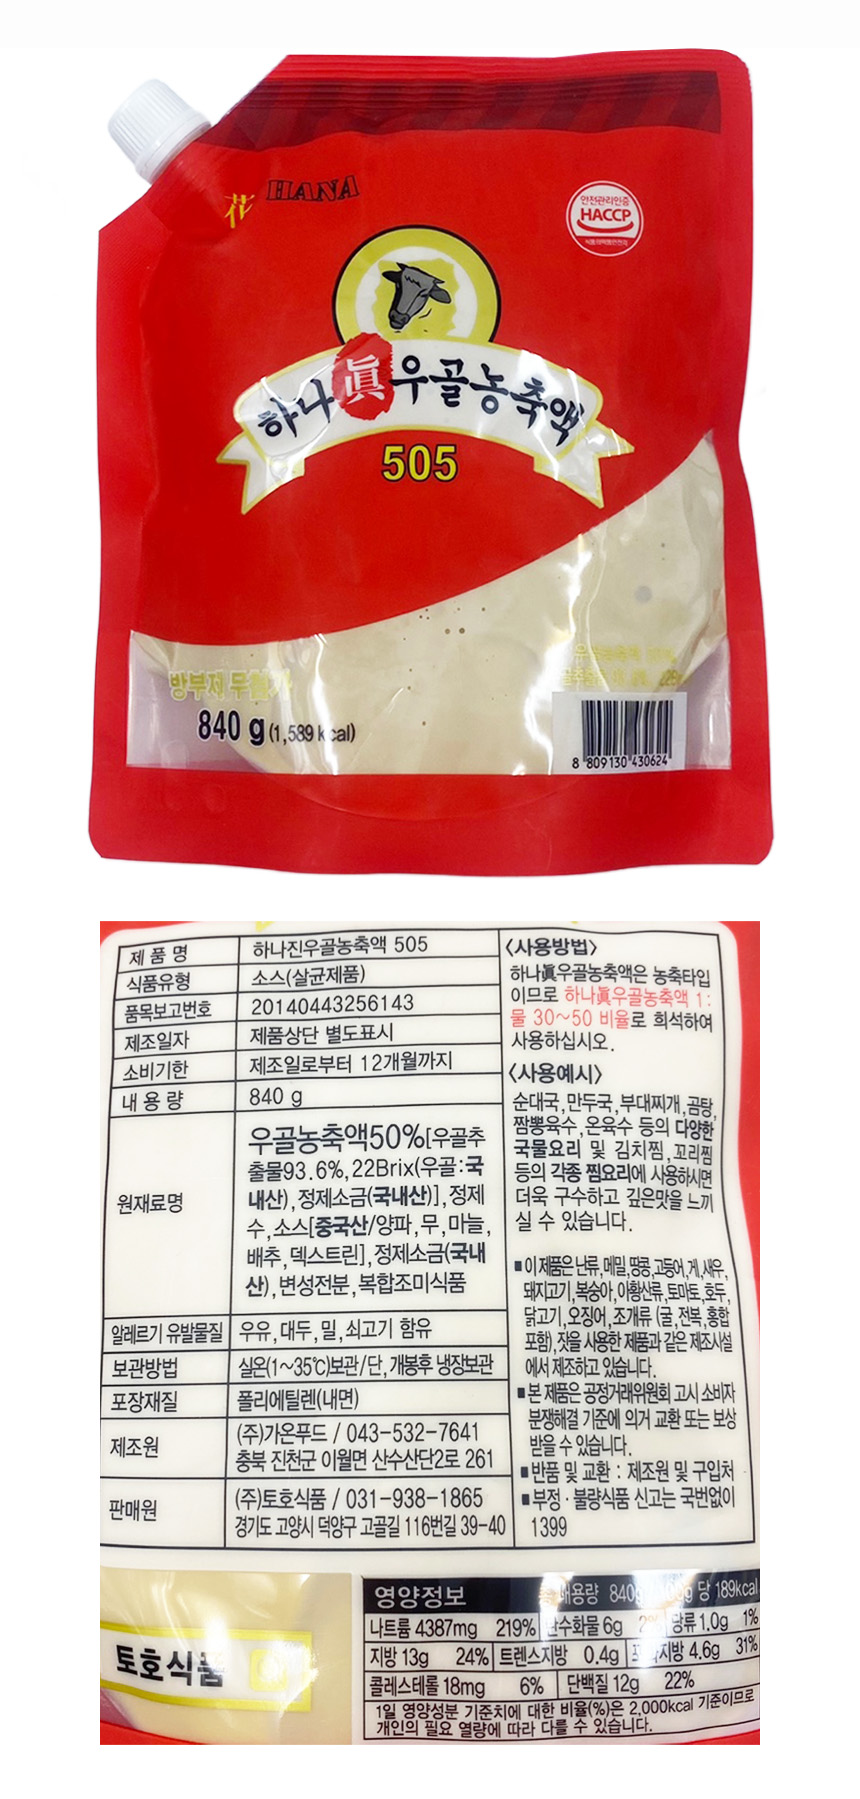 花 HANA
안전관리인증
HACCP
식품의약품안전처
하나眞우골농축액
505
방부제 무첨가
840 g (1,589 kcal)
8 809130 430624
제 품 명 하나진우골농축액 505
식품유형 소스(살균제품)
품목보고번호 20140443256143
제조일자 제품상단 별도표시
소비기한 제조일로부터 12개월까지
내 용 량 840 g
원재료명
우골농축액50%[우골추
출물93.6%,22Brix(우골:국
내산),정제소금(국내산)],정제
수,소스[중국산/양파,무,마늘,
배추,덱스트린],정제소금(국내
산),변성전분,복합조미식품
알레르기 유발물질 우유,대두,밀,쇠고기 함유
보관방법 실온(1~35℃)보관/단,개봉후 냉장보관
포장재질 폴리에틸렌(내면)
제조원 (주)가온푸드 / 043-532-7641
충북 진천군 이월면 산수산단2로 261
판매원 (주)토호식품 / 031-938-1865
경기도 고양시 덕양구 고골길 116번길 39-40
<사용방법>
하나眞우골농축액은 농축타입
이므로 하나眞우골농축액 1:
물 30~50 비율로 희석하여
사용하십시오.
<사용예시>
순대국,만두국,부대찌개,곰탕,
짬뽕육수,온육수 등의 다양한
국물요리 및 김치찜,꼬리찜
등의 각종 찜요리에 사용하시면
더욱 구수하고 깊은맛을 느끼
실 수 있습니다.
■이 제품은 난류,메밀,땅콩,고등어,게,새우,
돼지고기,복숭아,아황산류,토마토,호두,
닭고기,오징어,조개류 (굴,전복,홍합
포함),잣을 사용한 제품과 같은 제조시설
에서 제조하고 있습니다.
■본 제품은 공정거래위원회 고시 소비자
분쟁해결 기준에 의거 교환 또는 보상
받을 수 있습니다.
■반품 및 교환 : 제조원 및 구입처
■부정·불량식품 신고는 국번없이
1399
토호식품
영양정보 내용량 840g 당 189kcal
나트륨 4387mg 219% 탄수화물 6g 2% 당류 1.0g 1%
지방 13g 24% 트렌스지방 0.4g 포화지방 4.6g 31%
콜레스테롤 18mg 6% 단백질 12g 22%
1일 영양성분 기준치에 대한 비율(%)은 2,000kcal 기준이므로
개인의 필요 열량에 따라 다를 수 있습니다.